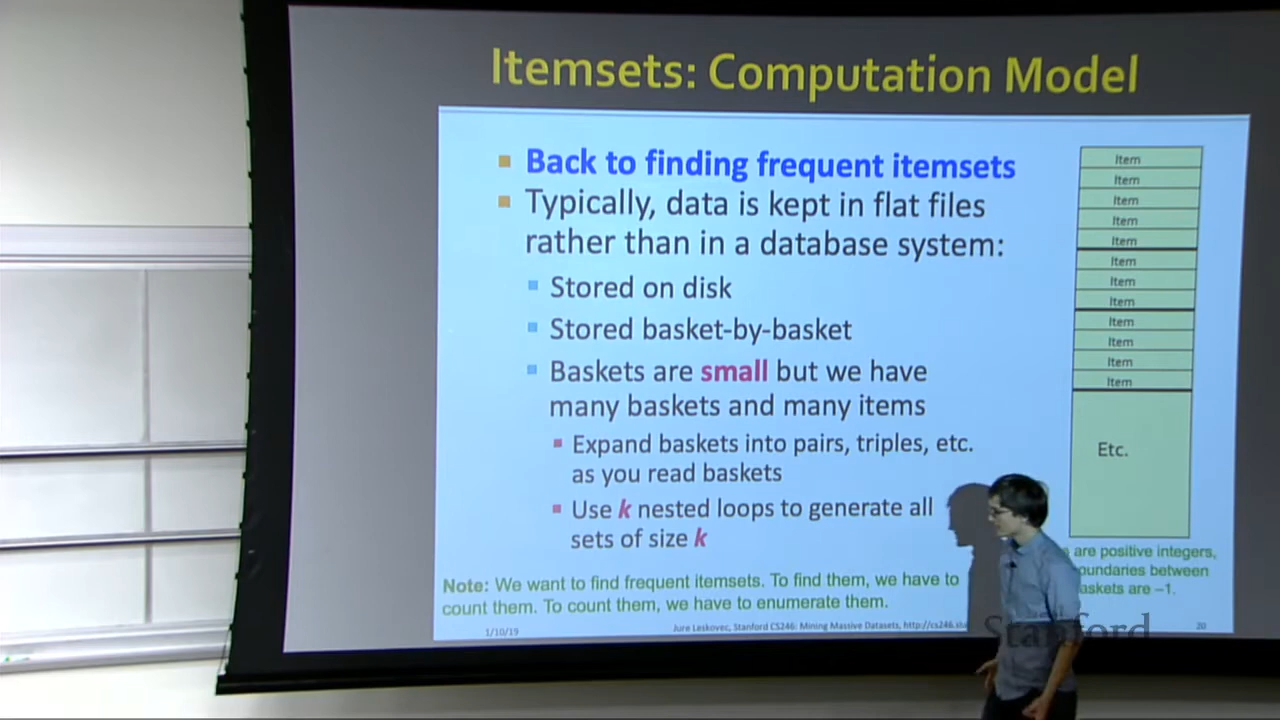 Itemsets: Computation Model
Back to finding frequent itemsets
Typically, data is kept in flat files
rather than in a database system:
Stored on disk
Stored basket-by-basket
Baskets are small but we have
many baskets and many items
Expand baskets into pairs, triples, etc.
as you read baskets
Use k nested loops to generate all
sets of size k
Note: We want to find frequent itemsets. To find them, we have to
count them. To count them, we have to enumerate them.
Item
Item
Item
Item
Item
Item
Item
Item
Item
Item
Item
Item
Etc.
are positive integers,
between
are –1.
1/10/19
Jure Leskovec, Stanford CS246: Mining Massive Datasets,
20
Stanford